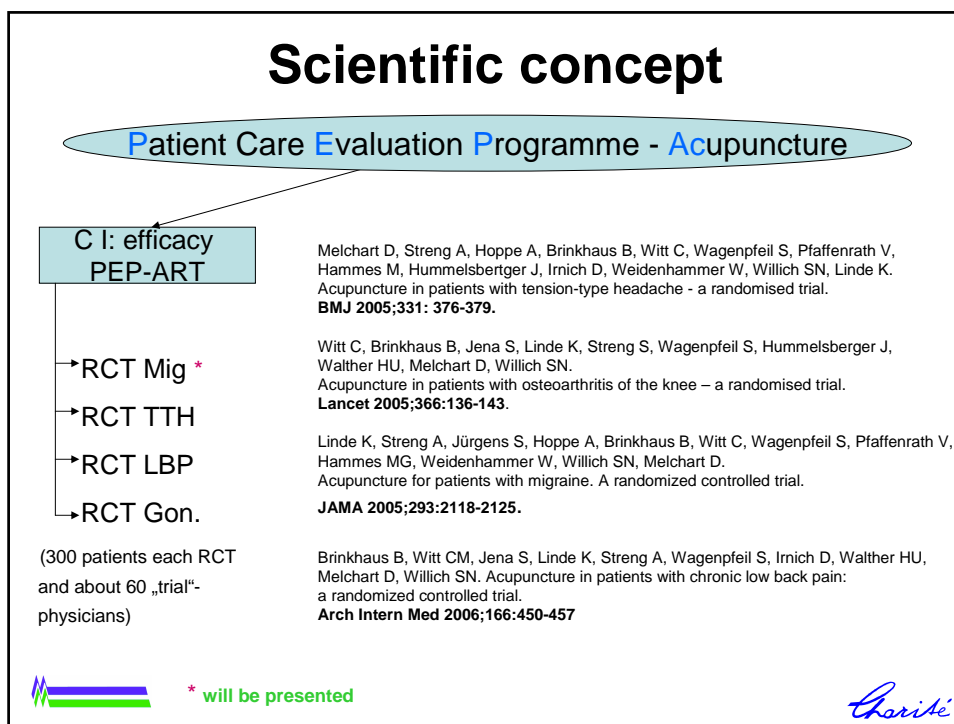 Scientific concept
Patient Care Evaluation Programme - Acupuncture
C I: efficacy
PEP-ART
RCT Mig *
RCT TTH
RCT LBP
RCT Gon.
(300 patients each RCT
and about 60 „trial“-
physicians)
Melchart D, Streng A, Hoppe A, Brinkhaus B, Witt C, Wagenpfeil S, Pfaffenrath V,
Hammes M, Hummelsbertger J, Irnich D, Weidenhammer W, Willich SN, Linde K.
Acupuncture in patients with tension-type headache - a randomised trial.
BMJ 2005;331: 376-379.
Witt C, Brinkhaus B, Jena S, Linde K, Streng S, Wagenpfeil S, Hummelsberger J,
Walther HU, Melchart D, Willich SN.
Acupuncture in patients with osteoarthritis of the knee – a randomised trial.
Lancet 2005;366:136-143.
Linde K, Streng A, Jürgens S, Hoppe A, Brinkhaus B, Witt C, Wagenpfeil S, Pfaffenrath V,
Hammes MG, Weidenhammer W, Willich SN, Melchart D.
Acupuncture for patients with migraine. A randomized controlled trial.
JAMA 2005;293:2118-2125.
Brinkhaus B, Witt CM, Jena S, Linde K, Streng A, Wagenpfeil S, Irnich D, Walther HU,
Melchart D, Willich SN. Acupuncture in patients with chronic low back pain:
a randomized controlled trial.
Arch Intern Med 2006;166:450-457
* will be presented
Charité